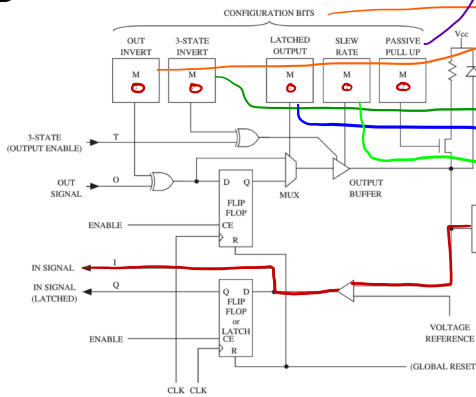 CONFIGURATION BITS
OUT
INVERT
3-STATE
INVERT
LATCHED
OUTPUT
SLEW
RATE
PASSIVE
PULL UP
Vcc
M
M
M
M
M
3-STATE
(OUTPUT ENABLE)
T
OUT
SIGNAL
O
D
Q
MUX
OUTPUT
BUFFER
FLIP
FLOP
ENABLE
CE
R
IN SIGNAL
I
IN SIGNAL
(LATCHED)
Q
Q
D
FLIP
FLOP
or
LATCH
VOLTAGE
REFERENCE
ENABLE
CE
R
(GLOBAL RESET
CLK CLK